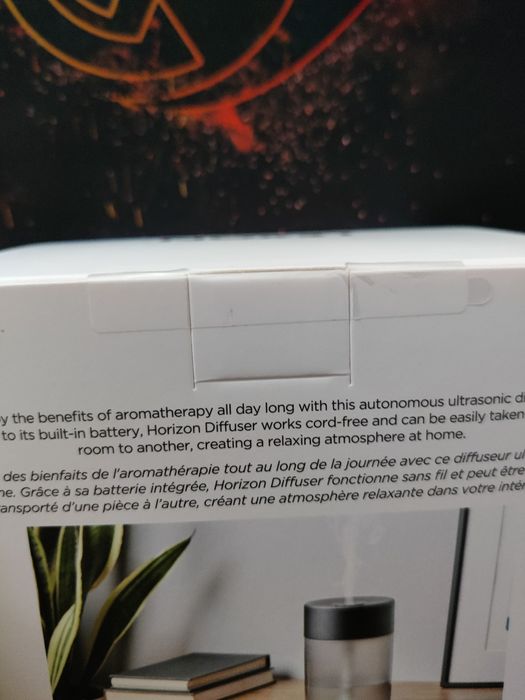 the benefits of aromatherapy all day long with this autonomous ultrasonic
to its built-in battery, Horizon Diffuser works cord-free and can be easily taken
room to another, creating a relaxing atmosphere at home.
des bienfaits de l'aromathérapie tout au long de la journée avec ce diffuseur
Grâce à sa batterie intégrée, Horizon Diffuser fonctionne sans fil et peut être
d'une pièce à l'autre, créant une atmosphère relaxante dans votre